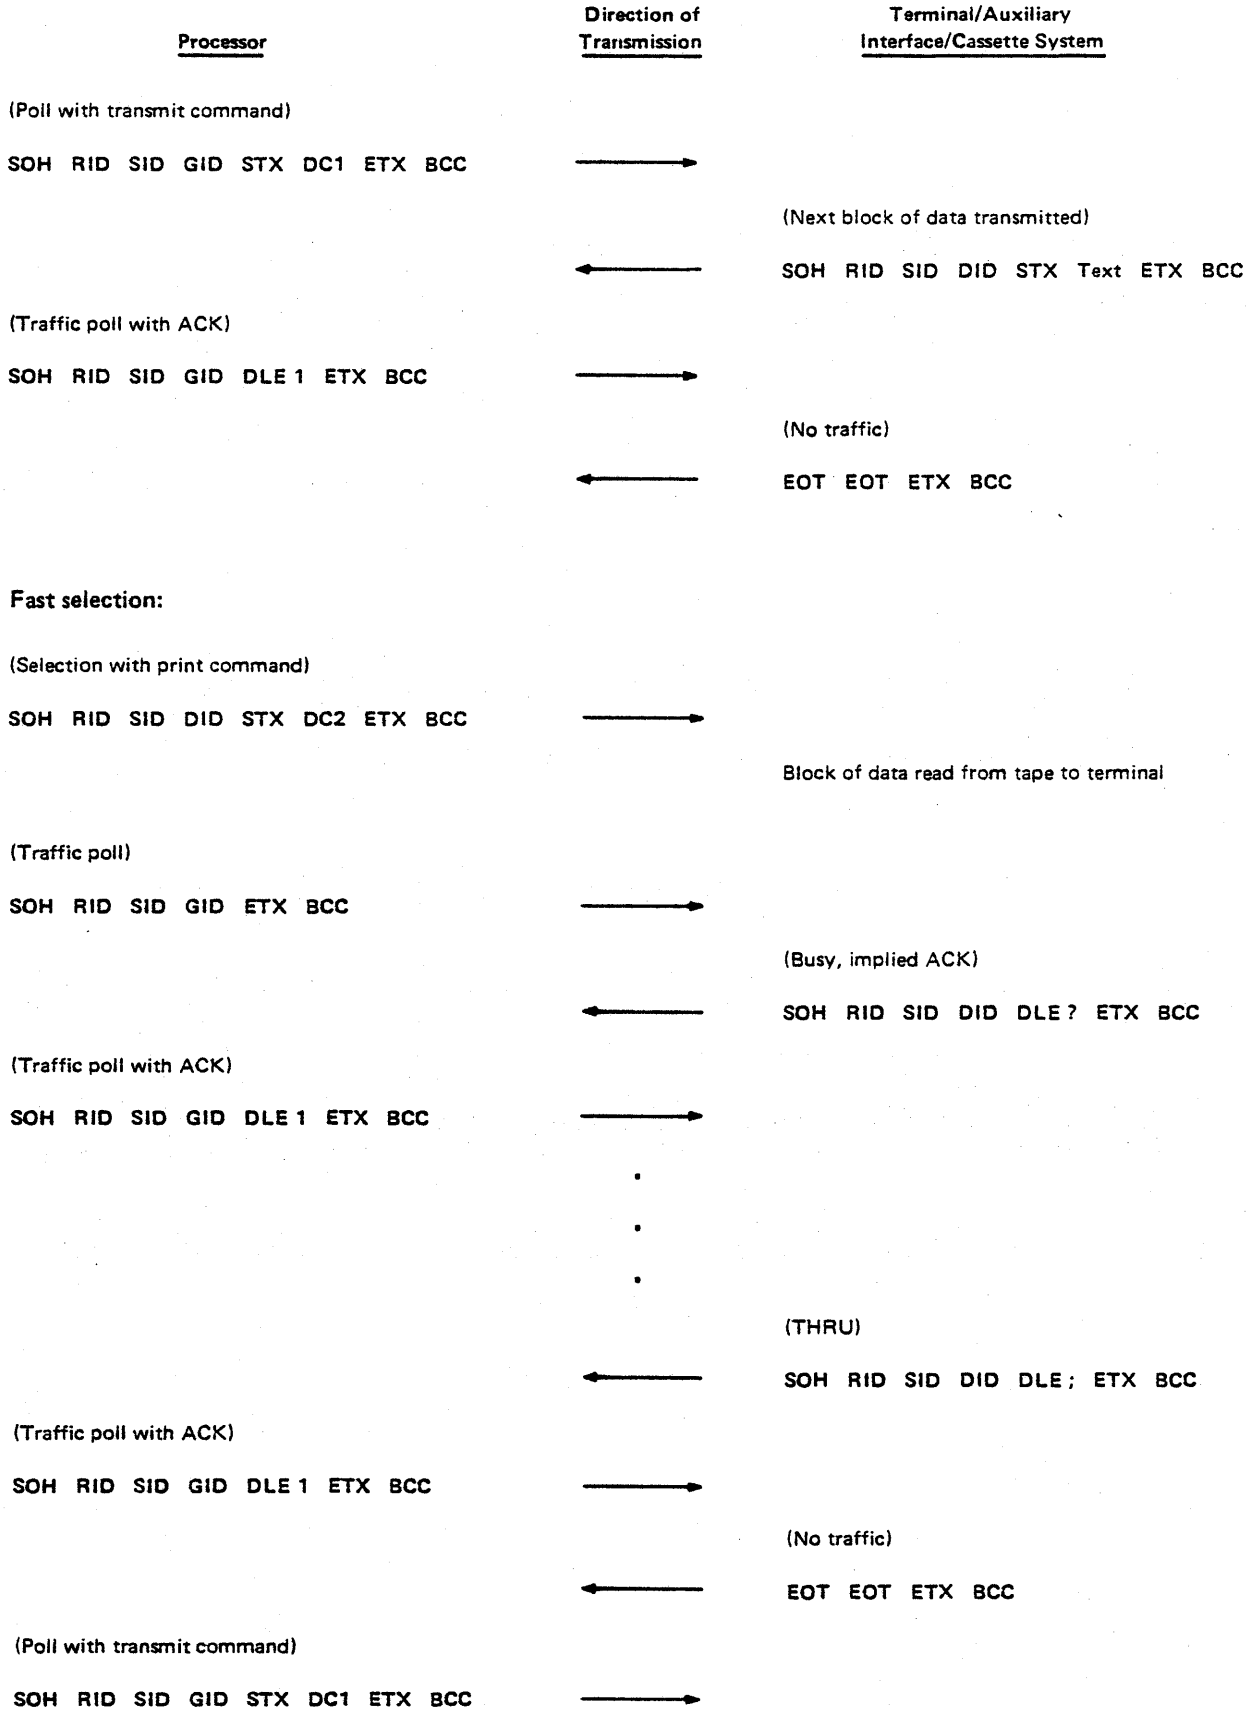 Direction of Terminal/Auxiliary
Processor Transmission Interface/Cassette System
(Poll with transmit command)
SOH RID SID GID STX DC1 ETX BCC
(Next block of data transmitted)
SOH RID SID DID STX Text ETX BCC
(Traffic poll with ACK)
SOH RID SID GID DLE 1 ETX BCC
(No traffic)
EOT EOT ETX BCC
Fast selection:
(Selection with print command)
SOH RID SID DID STX DC2 ETX BCC
Block of data read from tape to terminal
(Traffic poll)
SOH RID SID GID ETX BCC
(Busy, implied ACK)
SOH RID SID DID DLE ? ETX BCC
(Traffic poll with ACK)
SOH RID SID GID DLE 1 ETX BCC
(THRU)
SOH RID SID DID DLE ; ETX BCC
(Traffic poll with ACK)
SOH RID SID GID DLE 1 ETX BCC
(No traffic)
EOT EOT ETX BCC
(Poll with transmit command)
SOH RID SID GID STX DC1 ETX BCC